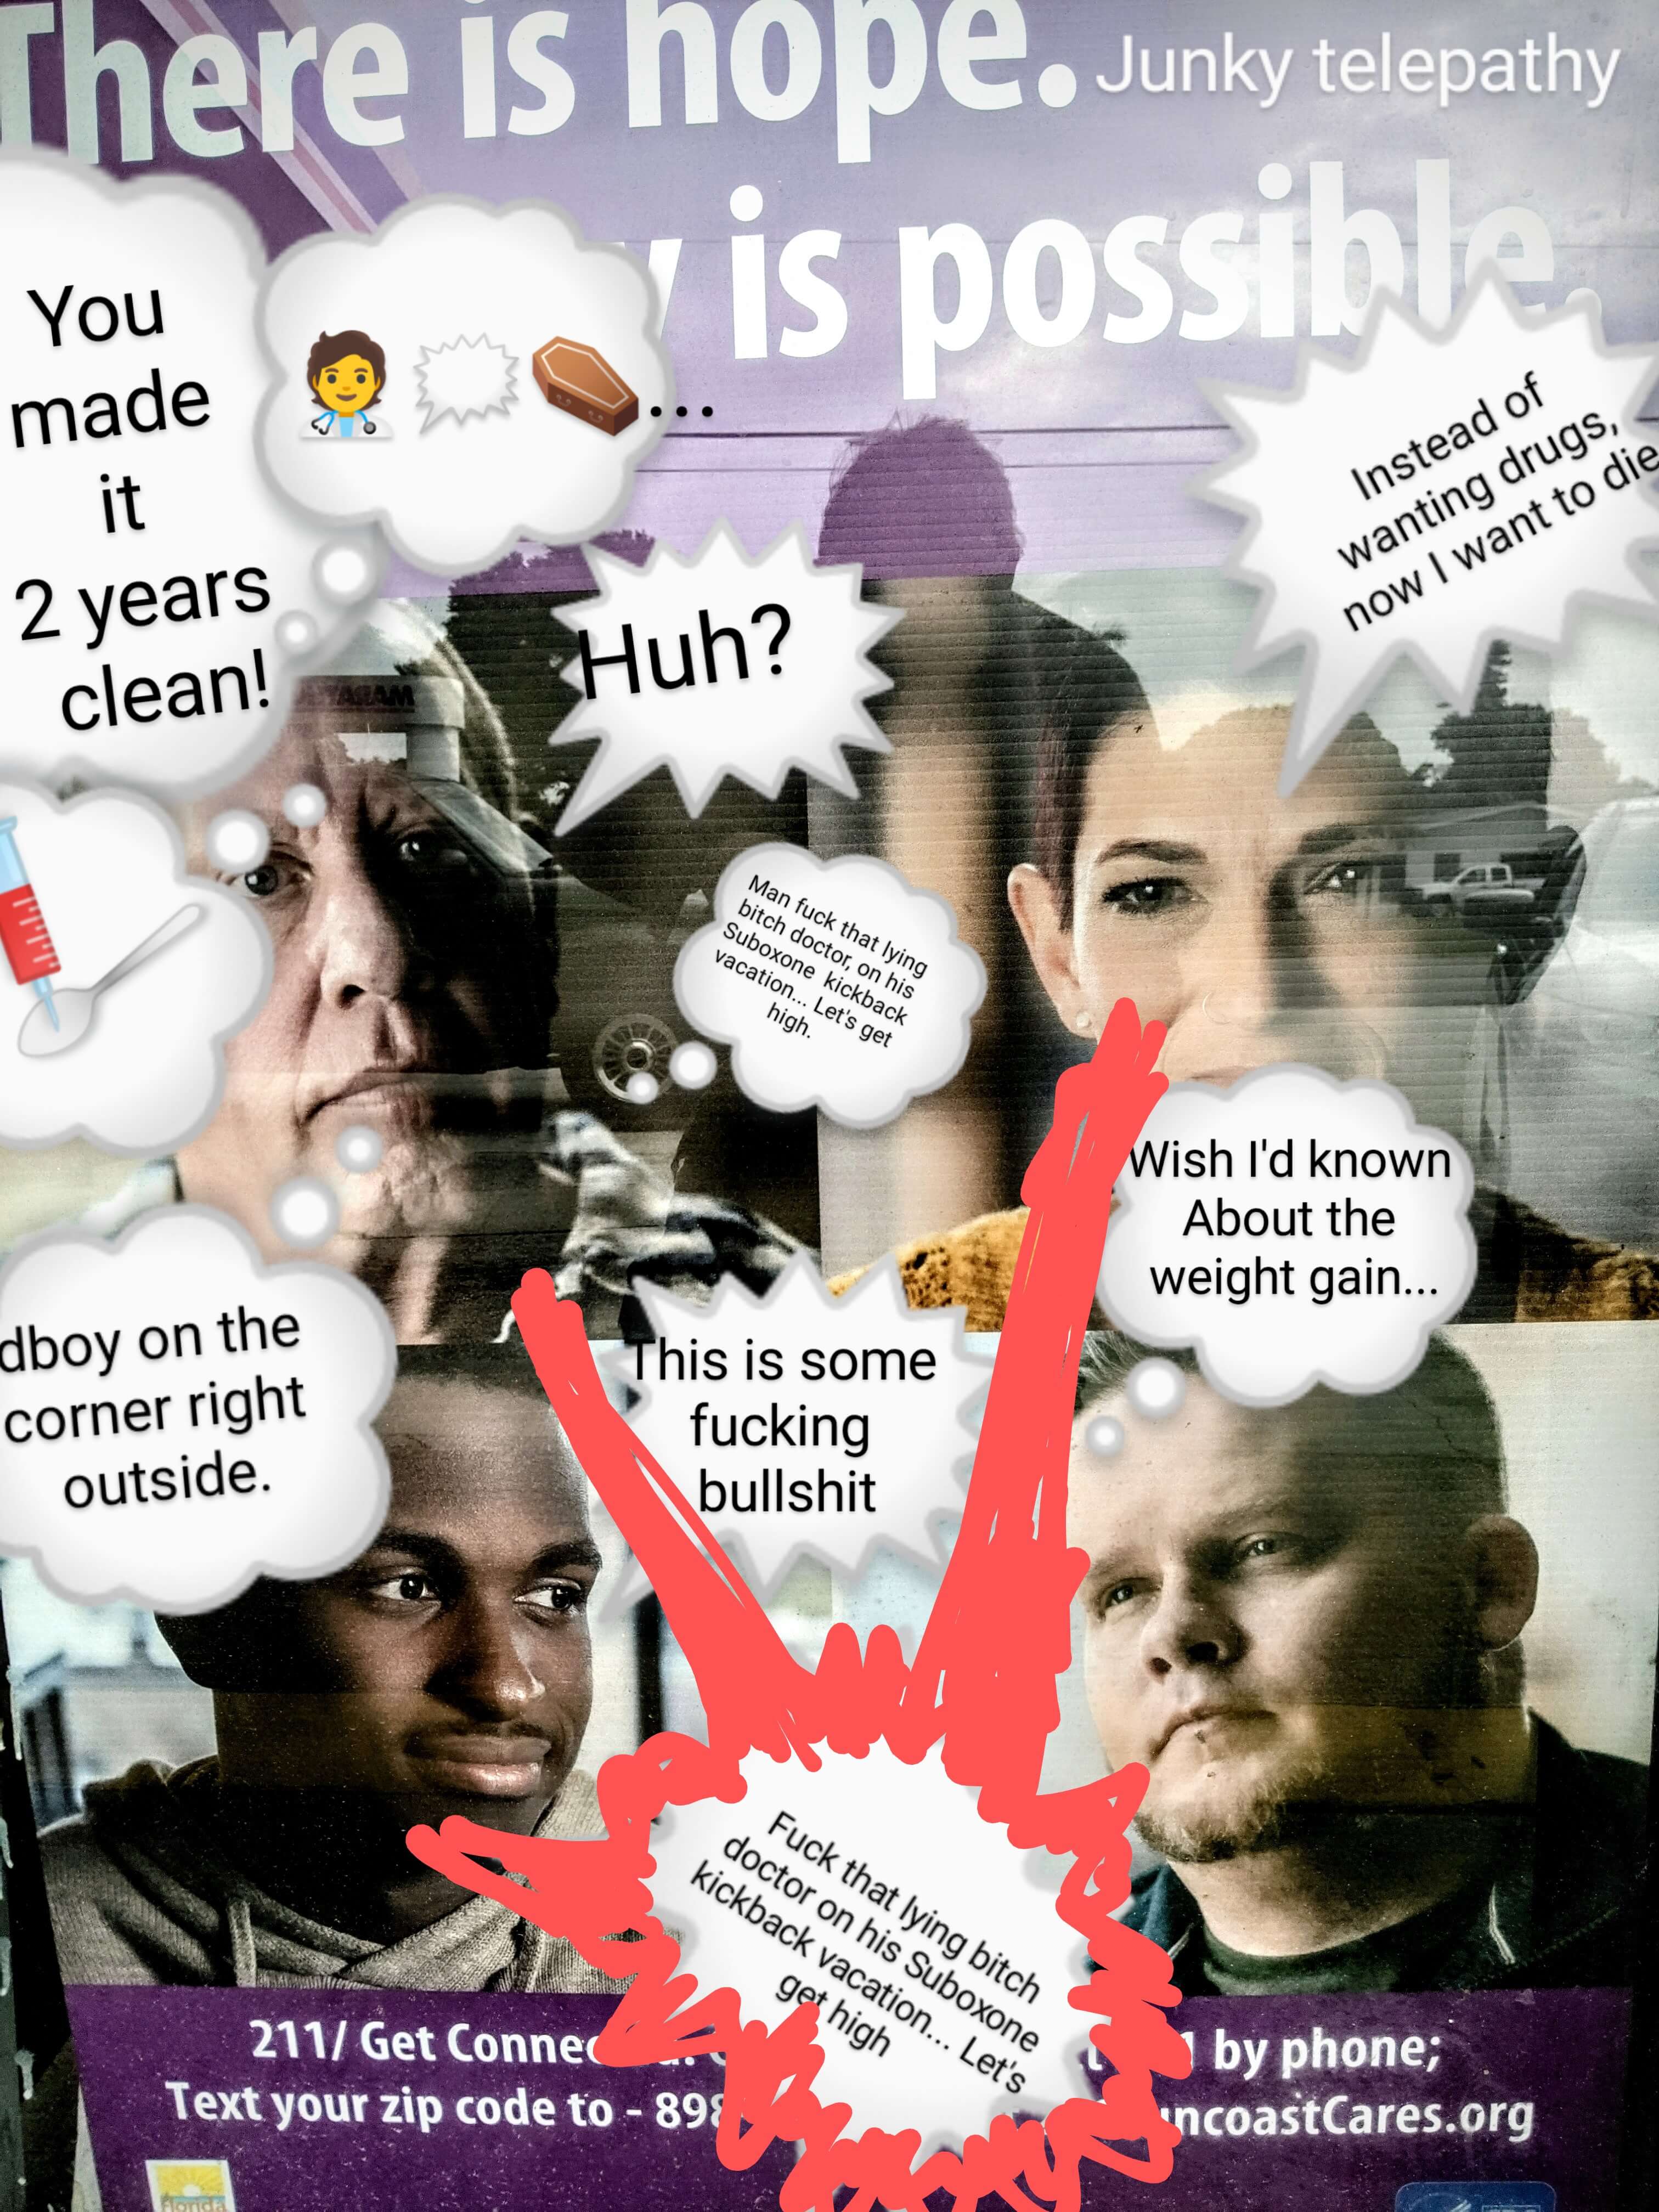 There is hope.
Junky telepathy
is possible.
You
made
it
2 years
clean!
...
Instead of
wanting drugs,
now I want to die
Huh?
Man fuck that lying
bitch doctor, on his
Suboxone kickback
vacation... Let's get
high.
Wish I'd known
About the
weight gain...
dboy on the
corner right
outside.
This is some
fucking
bullshit
Fuck that lying bitch
doctor on his Suboxone
kickback vacation... Let's
get high
211/ Get Connec
by phone;
Text your zip code to - 898
ncoastCares.org
Florida